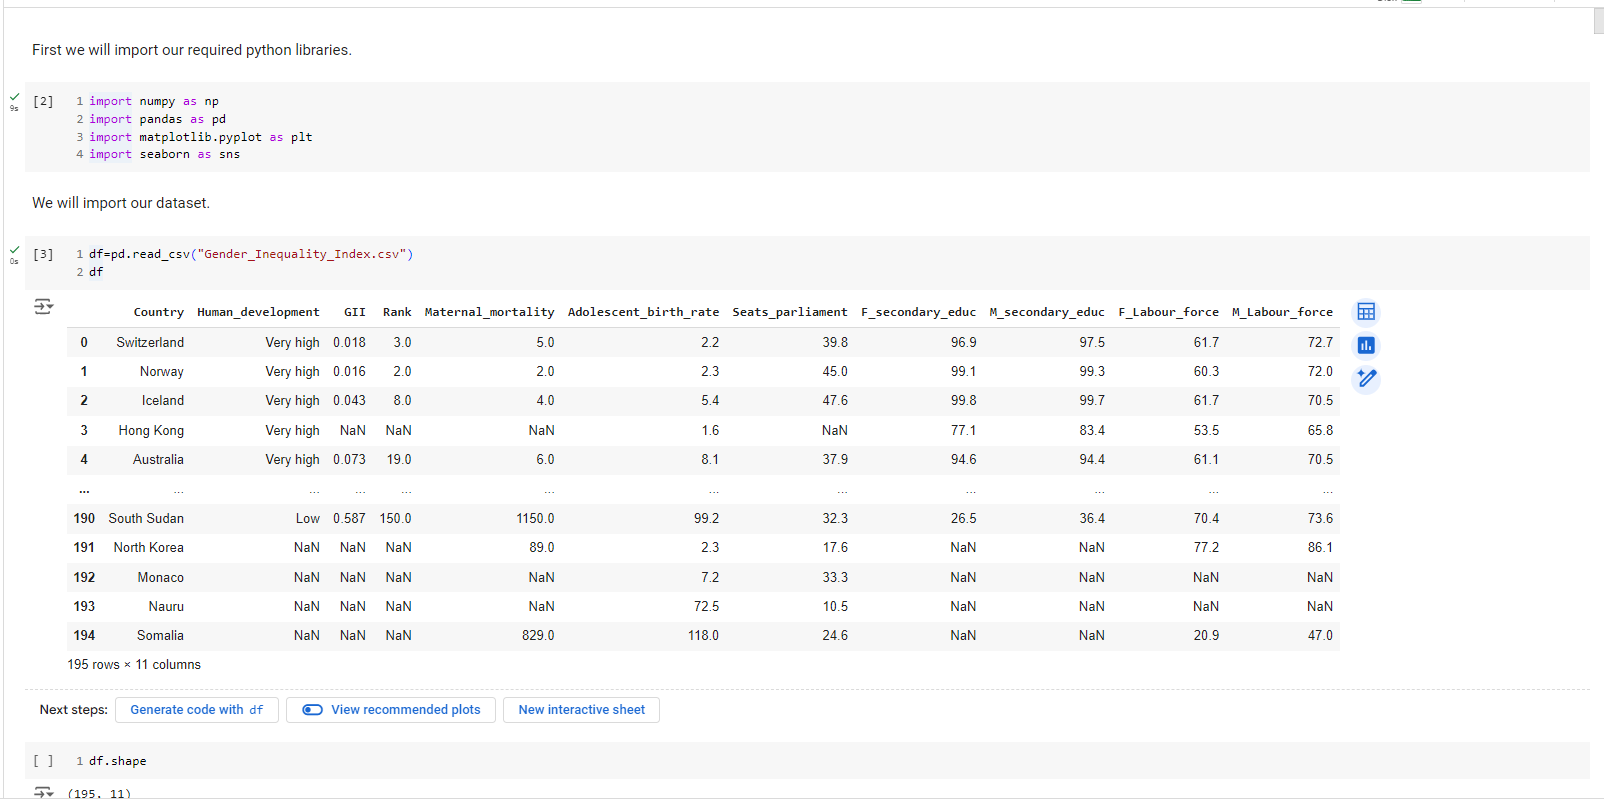 First we will import our required python libraries.
9s
[2]
1 import numpy as np
2 import pandas as pd
3 import matplotlib.pyplot as plt
4 import seaborn as sns
We will import our dataset.
0s
[3]
1 df=pd.read_csv("Gender_Inequality_Index.csv")
2 df
Country Human_development GII Rank Maternal_mortality Adolescent_birth_rate Seats_parliament F_secondary_educ M_secondary_educ F_Labour_force M_Labour_force
0 Switzerland Very high 0.018 3.0 5.0 2.2 39.8 96.9 97.5 61.7 72.7
1 Norway Very high 0.016 2.0 2.0 2.3 45.0 99.1 99.3 60.3 72.0
2 Iceland Very high 0.043 8.0 4.0 5.4 47.6 99.8 99.7 61.7 70.5
3 Hong Kong Very high NaN NaN NaN 1.6 NaN 77.1 83.4 53.5 65.8
4 Australia Very high 0.073 19.0 6.0 8.1 37.9 94.6 94.4 61.1 70.5
... ... ... ... ... ... ... ... ... ... ... ...
190 South Sudan Low 0.587 150.0 1150.0 99.2 32.3 26.5 36.4 70.4 73.6
191 North Korea NaN NaN NaN 89.0 2.3 17.6 NaN NaN 77.2 86.1
192 Monaco NaN NaN NaN NaN 7.2 33.3 NaN NaN NaN NaN
193 Nauru NaN NaN NaN NaN 72.5 10.5 NaN NaN NaN NaN
194 Somalia NaN NaN NaN 829.0 118.0 24.6 NaN NaN 20.9 47.0
195 rows × 11 columns
Next steps: Generate code with df View recommended plots New interactive sheet
[ ]
1 df.shape
(195, 11)